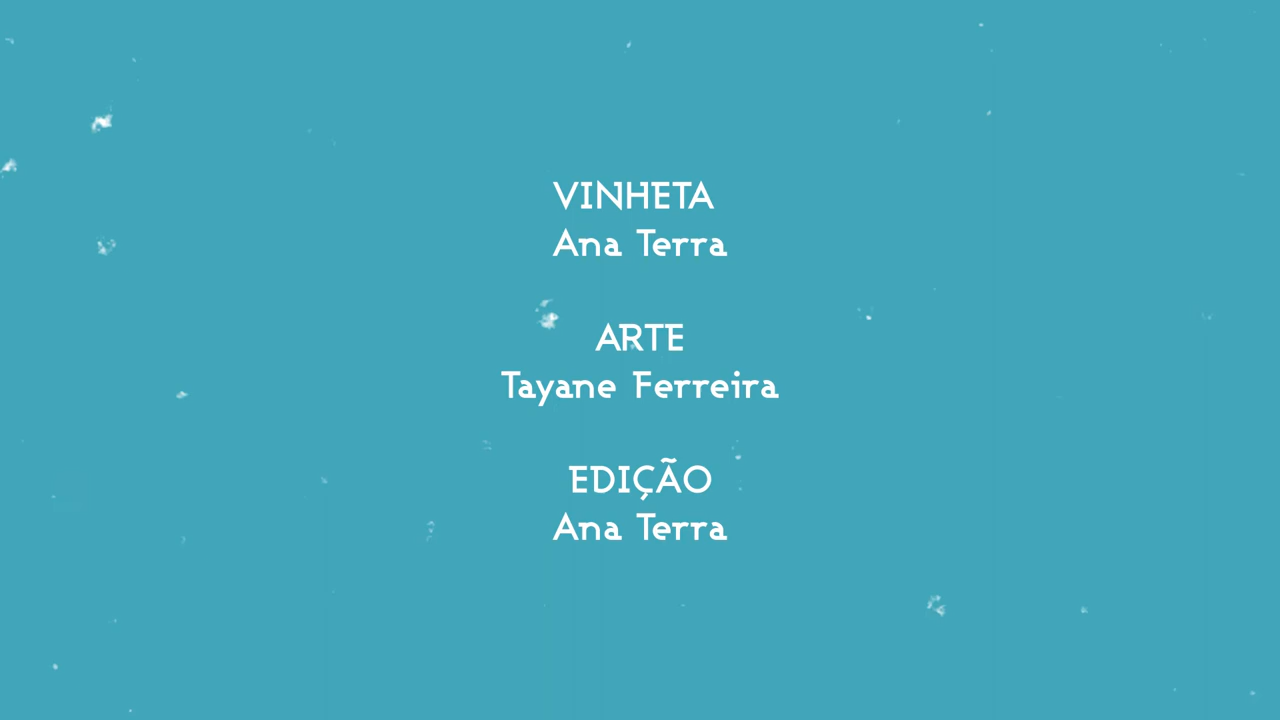 VINHETA
Ana Terra
ARTE
Tayane Ferreira
EDIÇÃO
Ana Terra